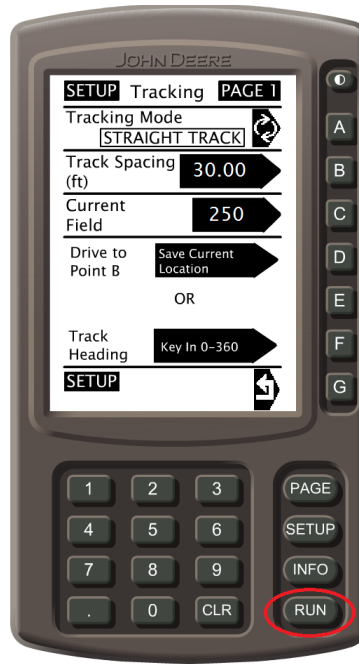 JOHN DEERE
SETUP Tracking PAGE 1
Tracking Mode
STRAIGHT TRACK
A
Track Spacing
(ft)
30.00
B
Current
Field
250
C
Drive to
Point B
Save Current
Location
D
OR
E
Track
Heading
Key In 0-360
F
SETUP
G
1 2 3 PAGE
4 5 6 SETUP
7 8 9 INFO
. 0 CLR RUN